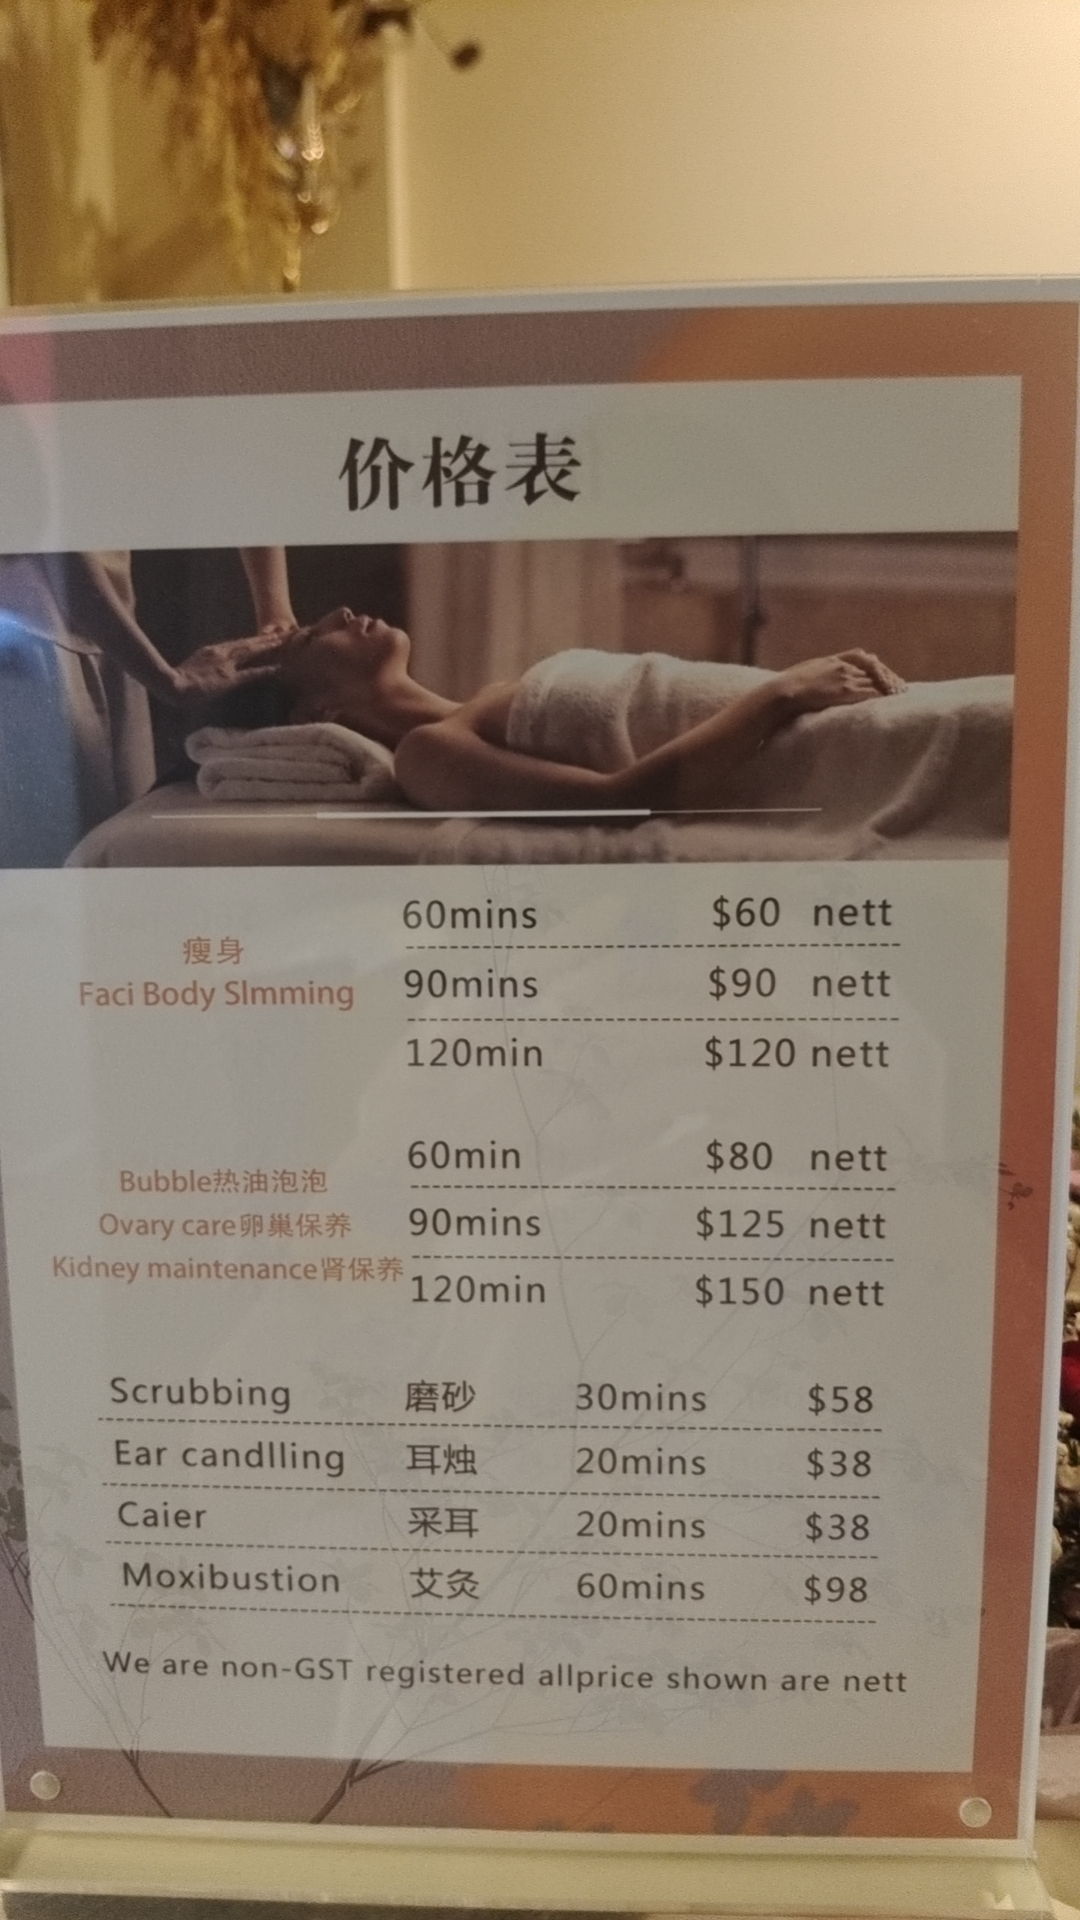 价格表
瘦身
Faci Body Slmming
60mins $60 nett
90mins $90 nett
120min $120 nett
Bubble热油泡泡
Ovary care卵巢保养
Kidney maintenance肾保养
60min $80 nett
90mins $125 nett
120min $150 nett
Scrubbing 磨砂 30mins $58
Ear candlling 耳烛 20mins $38
Caier 采耳 20mins $38
Moxibustion 艾灸 60mins $98
We are non-GST registered allprice shown are nett